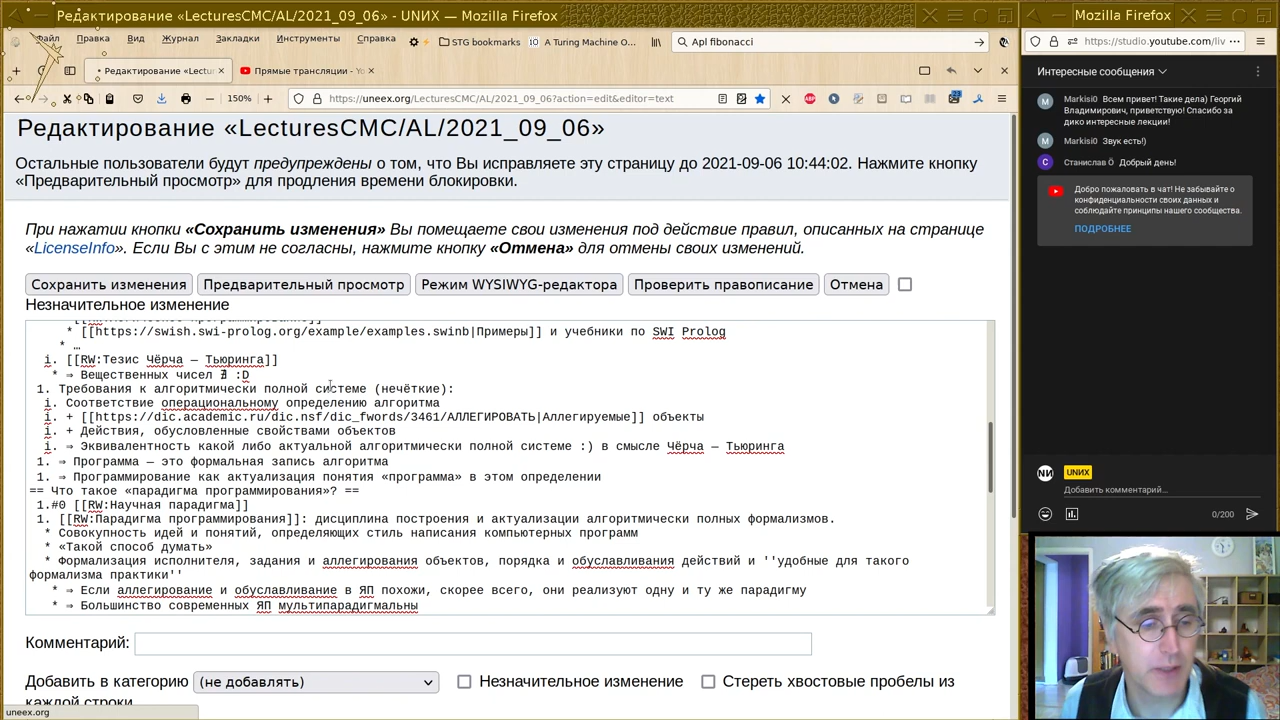 Редактирование «LecturesCMC/AL/2021_09_06» - UNИX — Mozilla Firefox
Mozilla Firefox
Файл Правка Вид Журнал Закладки Инструменты Справка STG bookmarks A Turing Machine O... Apl fibonacci
https://studio.youtube.com/liv
Редактирование «Lectur
Прямые трансляции - Yo
150%
https://uneex.org/LecturesCMC/AL/2021_09_06?action=edit&editor=text
Редактирование «LecturesCMC/AL/2021_09_06»
Остальные пользователи будут предупреждены о том, что Вы исправляете эту страницу до 2021-09-06 10:44:02. Нажмите кнопку
«Предварительный просмотр» для продления времени блокировки.
При нажатии кнопки «Сохранить изменения» Вы помещаете свои изменения под действие правил, описанных на странице
«LicenseInfo». Если Вы с этим не согласны, нажмите кнопку «Отмена» для отмены своих изменений.
Сохранить изменения Предварительный просмотр Режим WYSIWYG-редактора Проверить правописание Отмена
Незначительное изменение
* [[https://swish.swi-prolog.org/example/examples.swinb|Примеры]] и учебники по SWI Prolog
* …
i. [[RW:Тезис Чёрча — Тьюринга]]
* ⇒ Вещественных чисел ∄ :D
1. Требования к алгоритмически полной системе (нечёткие):
i. Соответствие операциональному определению алгоритма
i. + [[https://dic.academic.ru/dic.nsf/dic_fwords/3461/АЛЛЕГИРОВАТЬ|Аллегируемые]] объекты
i. + Действия, обусловленные свойствами объектов
i. ⇒ Эквивалентность какой либо актуальной алгоритмически полной системе :) в смысле Чёрча — Тьюринга
1. ⇒ Программа — это формальная запись алгоритма
1. ⇒ Программирование как актуализация понятия «программа» в этом определении
== Что такое «парадигма программирования»? ==
1.#0 [[RW:Научная парадигма]]
1. [[RW:Парадигма программирования]]: дисциплина построения и актуализации алгоритмически полных формализмов.
* Совокупность идей и понятий, определяющих стиль написания компьютерных программ
* «Такой способ думать»
* Формализация исполнителя, задания и аллегирования объектов, порядка и обуславливания действий и ''удобные для такого
формализма практики''
* ⇒ Если аллегирование и обуславливание в ЯП похожи, скорее всего, они реализуют одну и ту же парадигму
* ⇒ Большинство современных ЯП мультипарадигмальны
Комментарий:
Добавить в категорию (не добавлять) Незначительное изменение Стереть хвостовые пробелы из
каждой строки
uneex.org
Интересные сообщения
M Markisi0 Всем привет! Такие дела) Георгий
Владимирович, приветствую! Спасибо за
дико интересные лекции!
M Markisi0 Звук есть!)
С Станислав Ö Добрый день!
Добро пожаловать в чат! Не забывайте о
конфиденциальности своих данных и
соблюдайте принципы нашего сообщества.
ПОДРОБНЕЕ
UNИX
Добавить комментарий...
0/200